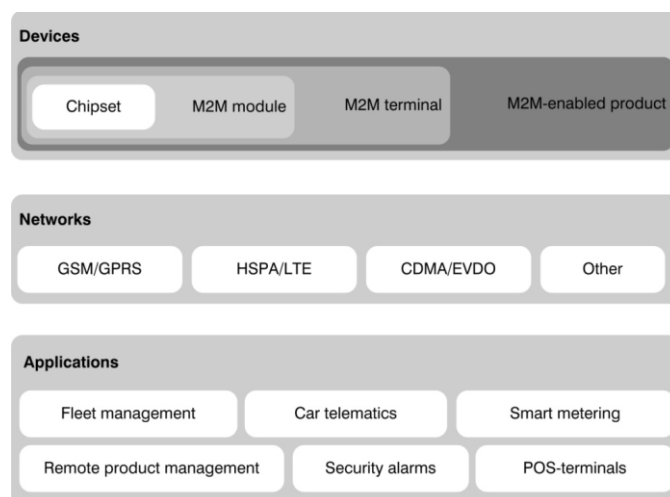 Devices
Chipset M2M module M2M terminal M2M-enabled product
Networks
GSM/GPRS HSPA/LTE CDMA/EVDO Other
Applications
Fleet management Car telematics Smart metering
Remote product management Security alarms POS-terminals